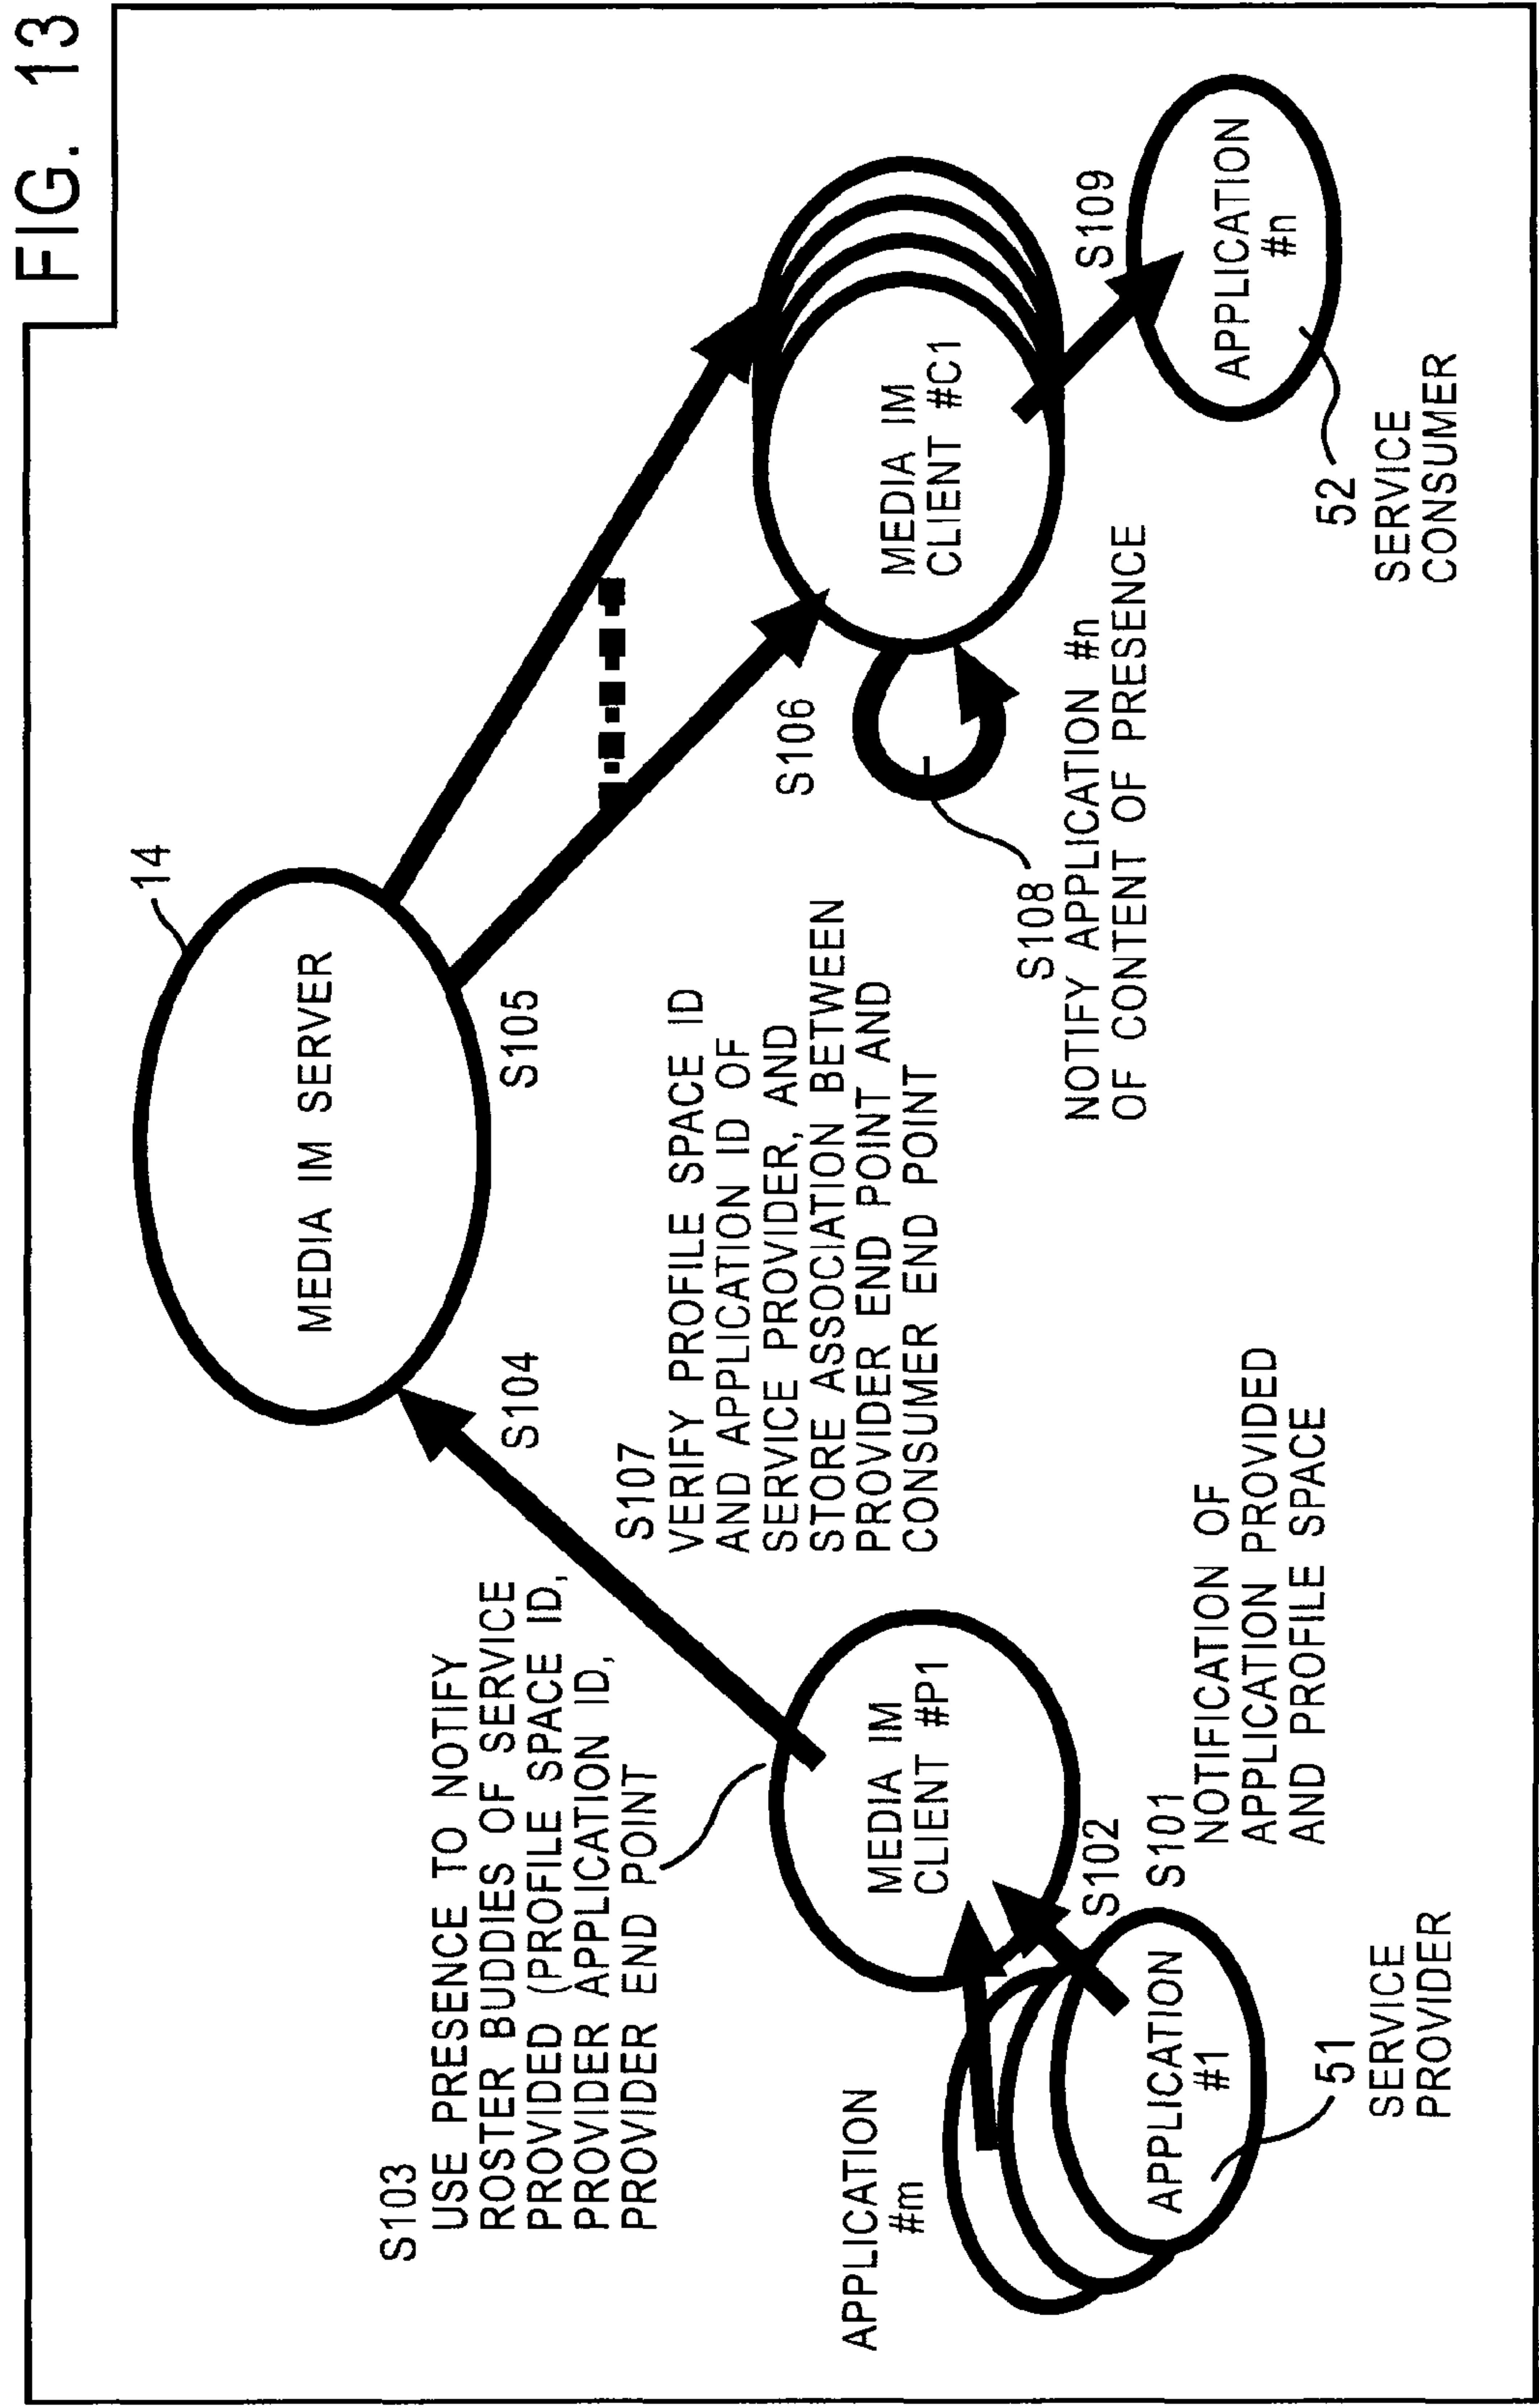 FIG. 13
14
MEDIA IM SERVER
S103
USE PRESENCE TO NOTIFY
ROSTER BUDDIES OF SERVICE
PROVIDED (PROFILE SPACE ID,
PROVIDER APPLICATION ID,
PROVIDER END POINT
S104
S105
S107
VERIFY PROFILE SPACE ID
AND APPLICATION ID OF
SERVICE PROVIDER, AND
STORE ASSOCIATION BETWEEN
PROVIDER END POINT AND
CONSUMER END POINT
S106
APPLICATION
#m
MEDIA IM
CLIENT #P1
MEDIA IM
CLIENT #C1
S108
NOTIFY APPLICATION #n
OF CONTENT OF PRESENCE
S109
S102
S101
NOTIFICATION OF
APPLICATION PROVIDED
AND PROFILE SPACE
APPLICATION
#1
APPLICATION
#n
51
SERVICE
PROVIDER
52
SERVICE
CONSUMER